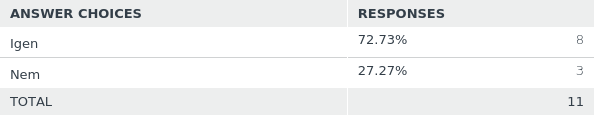 ANSWER CHOICES RESPONSES
Igen 72.73% 8
Nem 27.27% 3
TOTAL 11